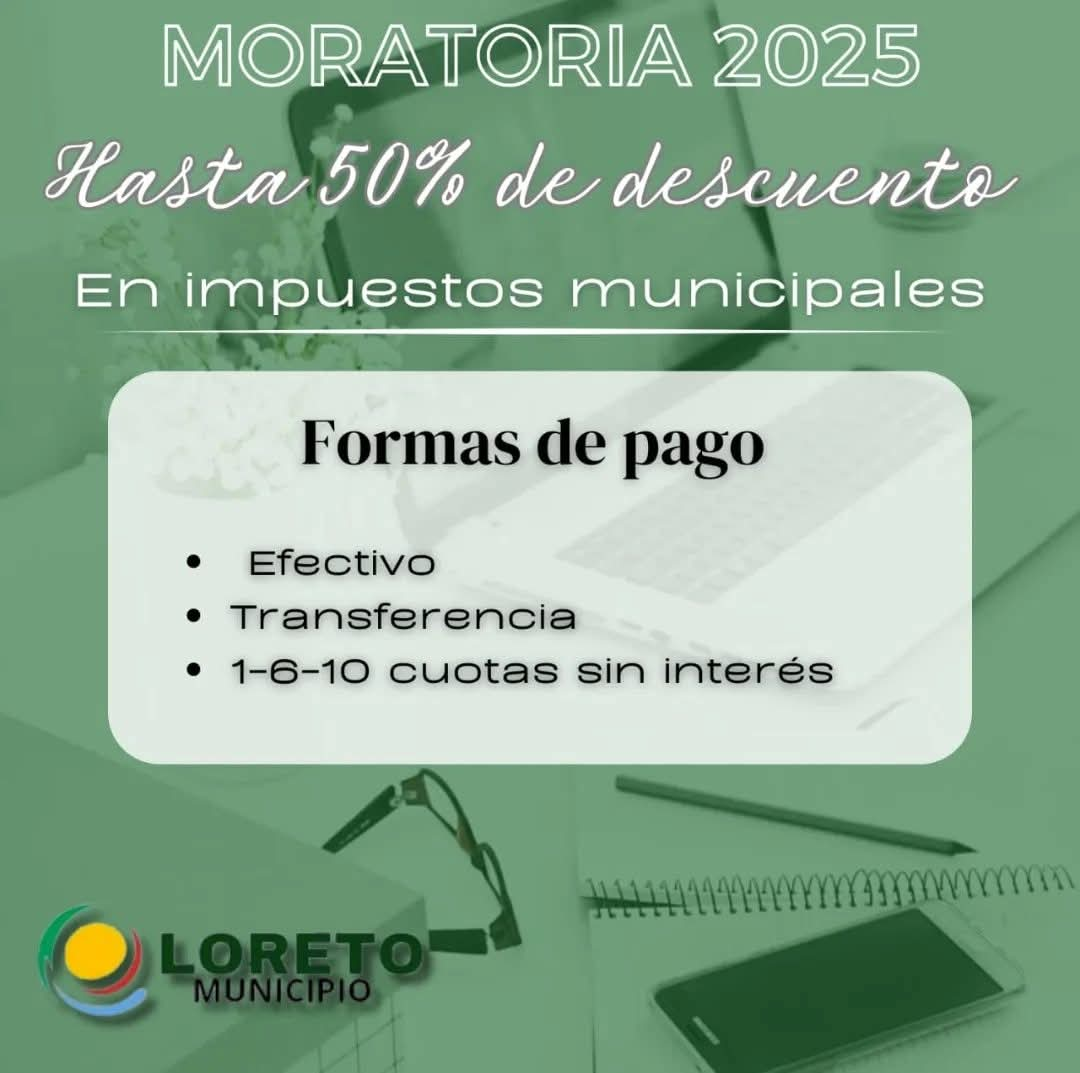 MORATORIA 2025
Hasta 50% de descuento
En impuestos municipales
Formas de pago
• Efectivo
• Transferencia
• 1-6-10 cuotas sin interés
LORETO
MUNICIPIO